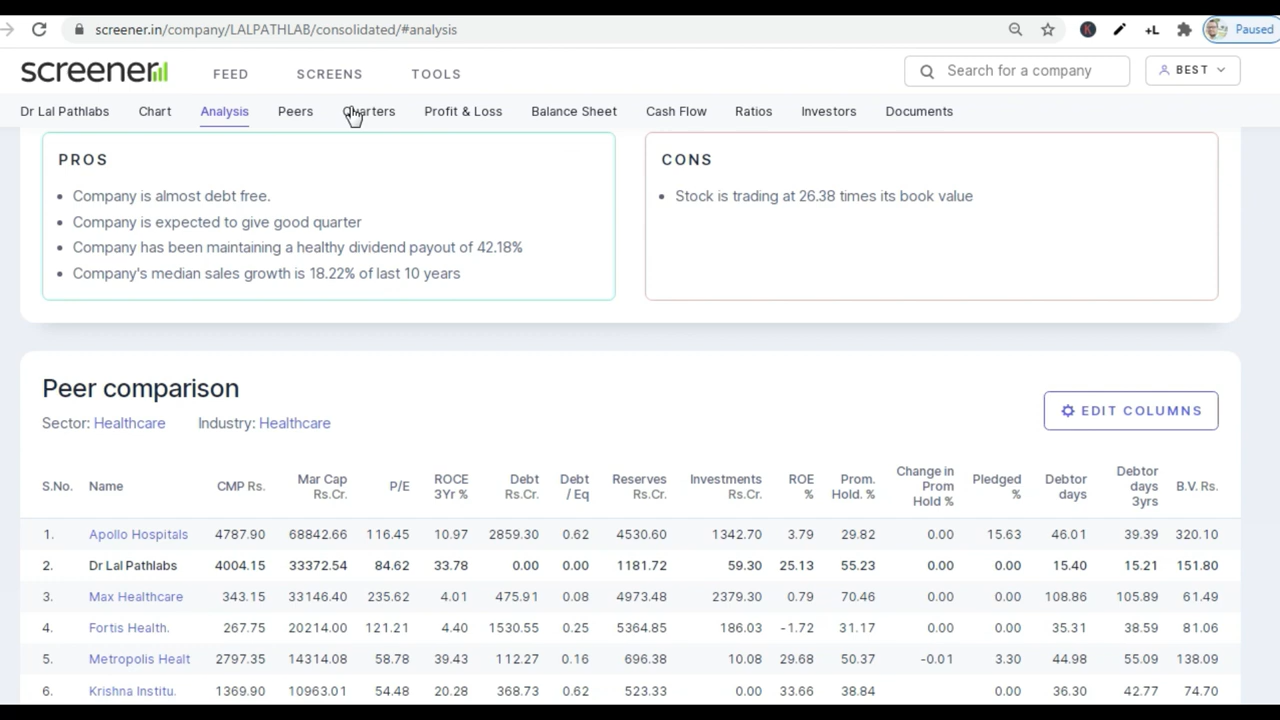 screener.in/company/LALPATHLAB/consolidated/#analysis
K
+L
Paused
screener FEED SCREENS TOOLS Search for a company BEST
Dr Lal Pathlabs Chart Analysis Peers Quarters Profit & Loss Balance Sheet Cash Flow Ratios Investors Documents
PROS
Company is almost debt free.
Company is expected to give good quarter
Company has been maintaining a healthy dividend payout of 42.18%
Company's median sales growth is 18.22% of last 10 years
CONS
Stock is trading at 26.38 times its book value
Peer comparison
Sector: Healthcare Industry: Healthcare
EDIT COLUMNS
S.No. Name CMP Rs. Mar Cap Rs.Cr. P/E ROCE 3Yr % Debt Rs.Cr. Debt / Eq Reserves Rs.Cr. Investments Rs.Cr. ROE % Prom. Hold. % Change in Prom Hold % Pledged % Debtor days Debtor days 3yrs B.V. Rs.
1. Apollo Hospitals 4787.90 68842.66 116.45 10.97 2859.30 0.62 4530.60 1342.70 3.79 29.82 0.00 15.63 46.01 39.39 320.10
2. Dr Lal Pathlabs 4004.15 33372.54 84.62 33.78 0.00 0.00 1181.72 59.30 25.13 55.23 0.00 0.00 15.40 15.21 151.80
3. Max Healthcare 343.15 33146.40 235.62 4.01 475.91 0.08 4973.48 2379.30 0.79 70.46 0.00 0.00 108.86 105.89 61.49
4. Fortis Health. 267.75 20214.00 121.21 4.40 1530.55 0.25 5364.85 186.03 -1.72 31.17 0.00 0.00 35.31 38.59 81.06
5. Metropolis Healt 2797.35 14314.08 58.78 39.43 112.27 0.16 696.38 10.08 29.68 50.37 -0.01 3.30 44.98 55.09 138.09
6. Krishna Institu. 1369.90 10963.01 54.48 20.28 368.73 0.62 523.33 0.00 33.66 38.84 0.00 36.30 42.77 74.70